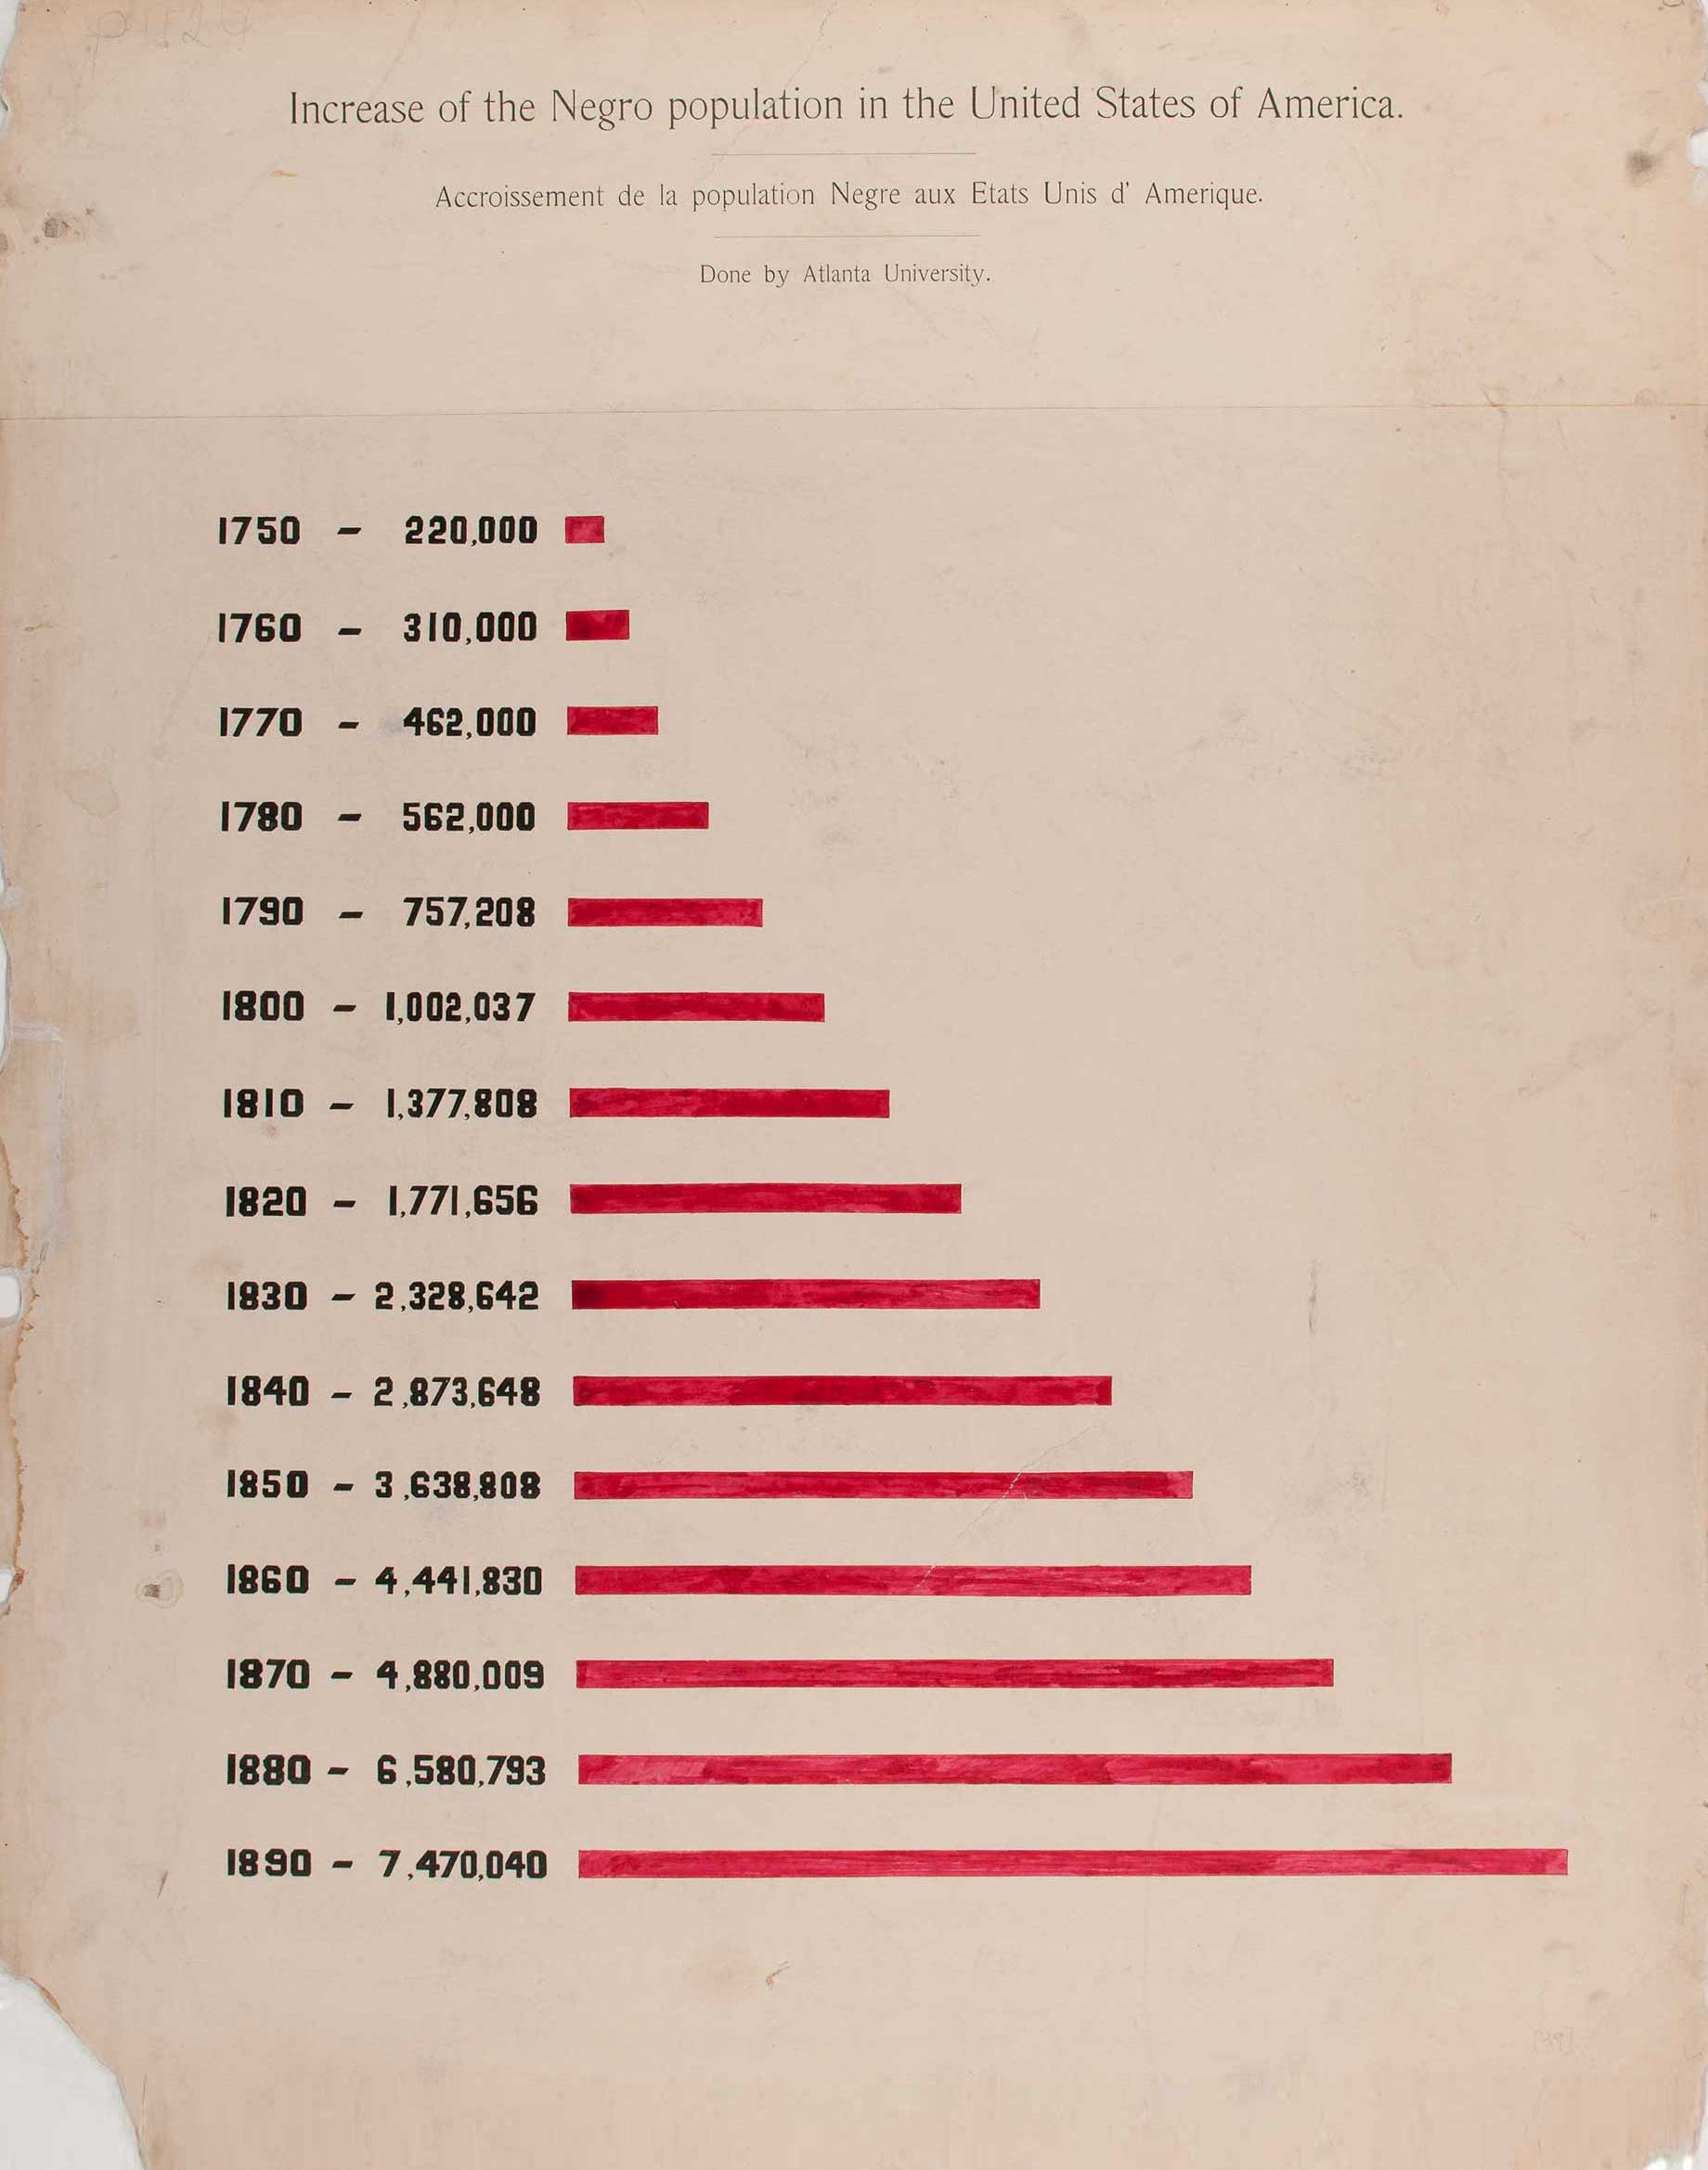 Increase of the Negro population in the United States of America.
Accroissement de la population Negre aux Etats Unis d' Amerique.
Done by Atlanta University.
1750 - 220,000
1760 - 310,000
1770 - 462,000
1780 - 562,000
1790 - 757,208
1800 - 1,002,037
1810 - 1,377,808
1820 - 1,771,656
1830 - 2,328,642
1840 - 2,873,648
1850 - 3,638,808
1860 - 4,441,830
1870 - 4,880,009
1880 - 6,580,793
1890 - 7,470,040